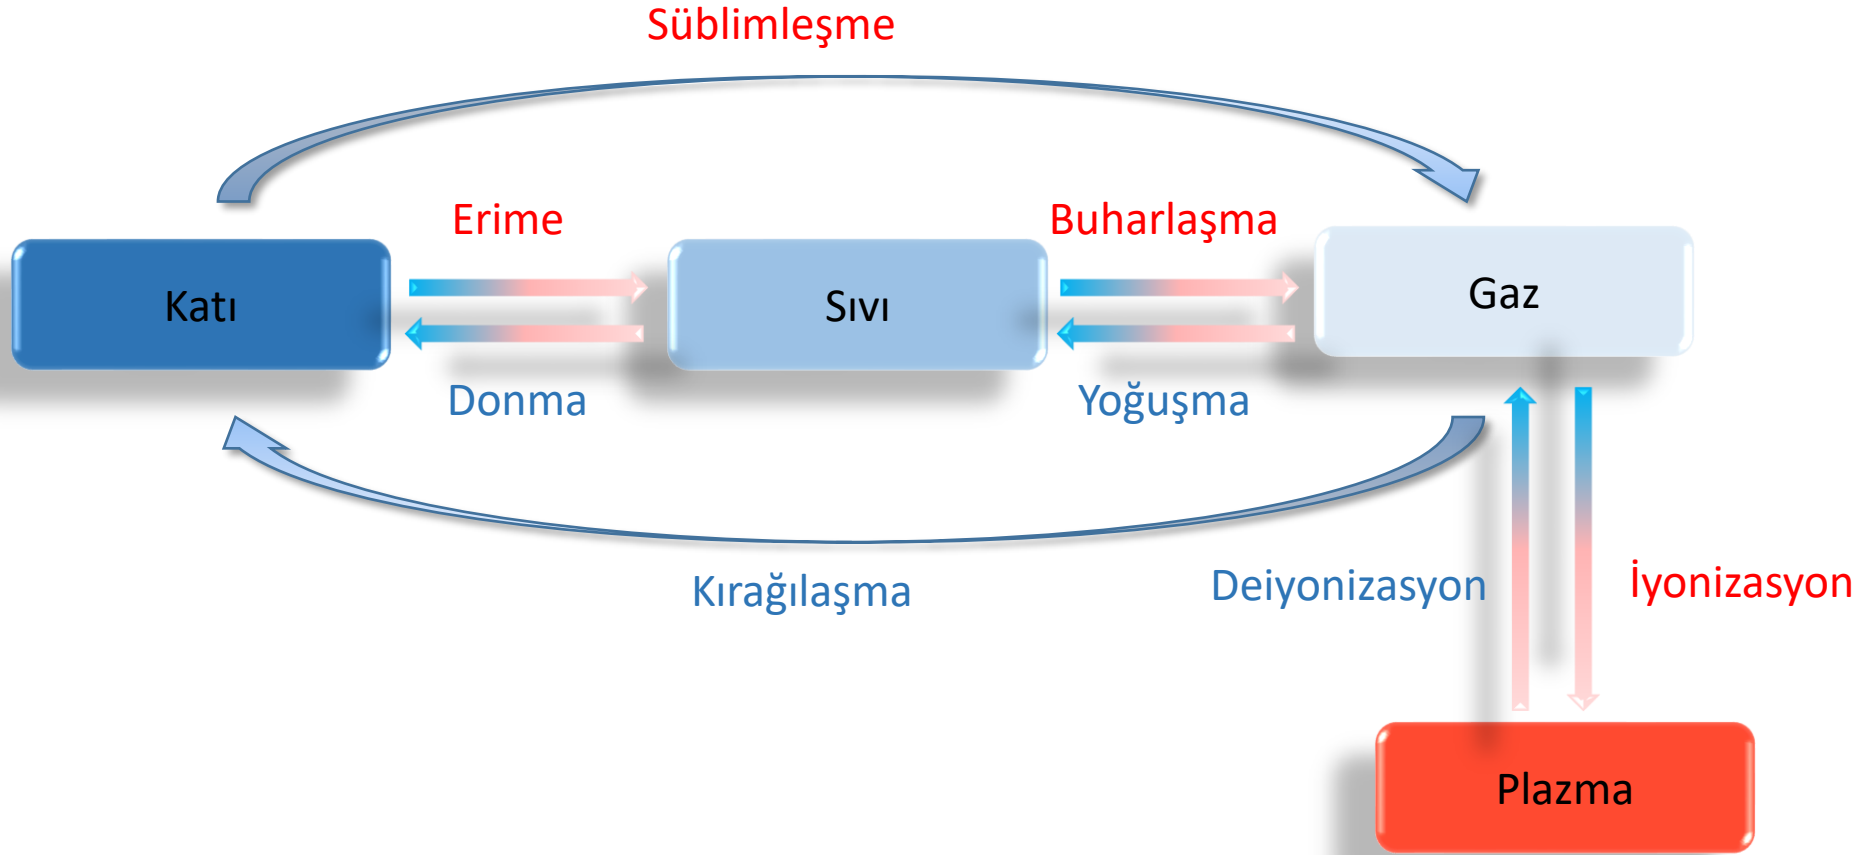 Süblimleşme
Erime
Buharlaşma
Katı
Sıvı
Gaz
Donma
Yoğuşma
Kırağılaşma
Deiyonizasyon
İyonizasyon
Plazma